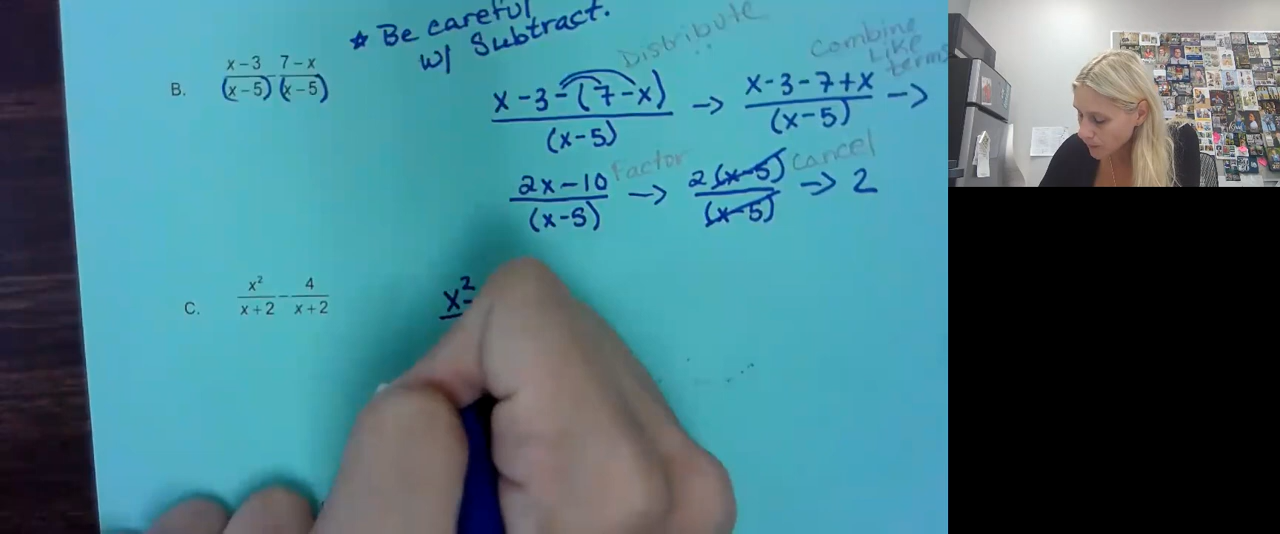 * Be careful
w/ Subtract.
Distribute
Combine
Like
terms
B. x-3 / (x-5) - 7-x / (x-5)
x-3-(7-x) / (x-5) → x-3-7+x / (x-5) →
2x-10 / (x-5) Factor → 2(x-5) / (x-5) Cancel → 2
C. x² / x+2 - 4 / x+2
x²